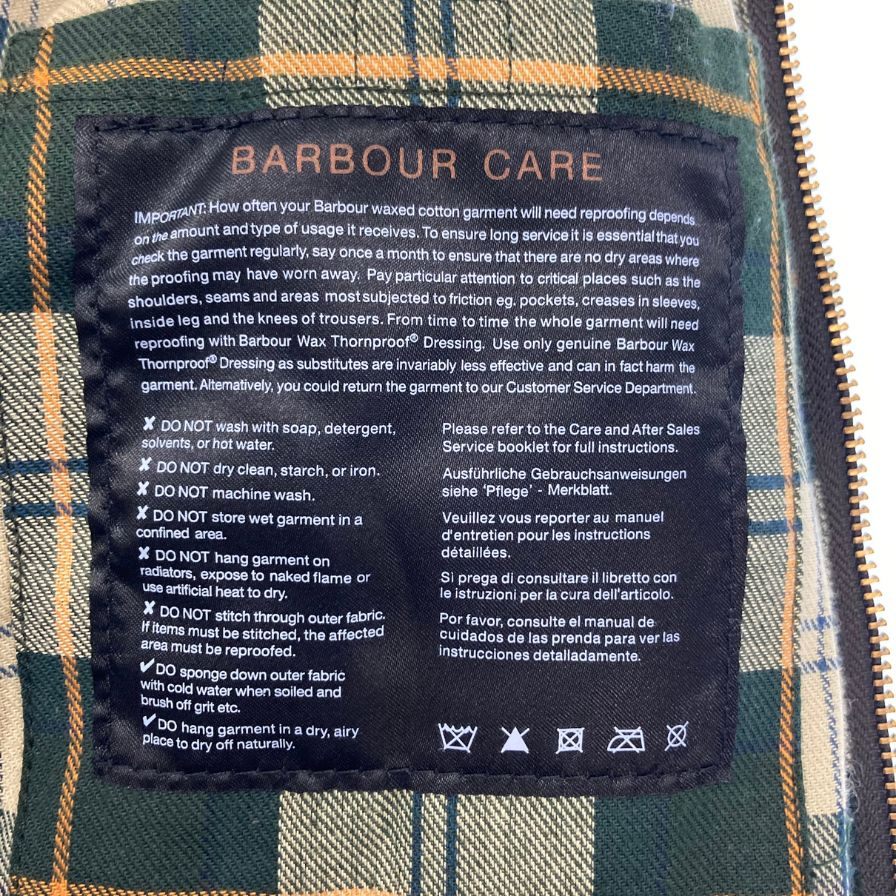 BARBOUR CARE
IMPORTANT: How often your Barbour waxed cotton garment will need reproofing depends
on the amount and type of usage it receives. To ensure long service it is essential that you
check the garment regularly, say once a month to ensure that there are no dry areas where
the proofing may have worn away. Pay particular attention to critical places such as the
shoulders, seams and areas most subjected to friction eg. pockets, creases in sleeves,
inside leg and the knees of trousers. From time to time the whole garment will need
reproofing with Barbour Wax Thornproof® Dressing. Use only genuine Barbour Wax
Thornproof® Dressing as substitutes are invariably less effective and can in fact harm the
garment. Alternatively, you could return the garment to our Customer Service Department.
✘ DO NOT wash with soap, detergent,
solvents, or hot water.
✘ DO NOT dry clean, starch, or iron.
✘ DO NOT machine wash.
✘ DO NOT store wet garment in a
confined area.
✘ DO NOT hang garment on
radiators, expose to naked flame or
use artificial heat to dry.
✘ DO NOT stitch through outer fabric.
If items must be stitched, the affected
area must be reproofed.
✔DO sponge down outer fabric
with cold water when soiled and
brush off grit etc.
✔DO hang garment in a dry, airy
place to dry off naturally.
Please refer to the Care and After Sales
Service booklet for full instructions.
Ausführliche Gebrauchsanweisungen
siehe 'Pflege' - Merkblatt.
Veuillez vous reporter au manuel
d'entretien pour les instructions
détaillées.
Si prega di consultare il libretto con
le istruzioni per la cura dell'articolo.
Por favor, consulte el manual de
cuidados de las prenda para ver las
instrucciones detalladamente.